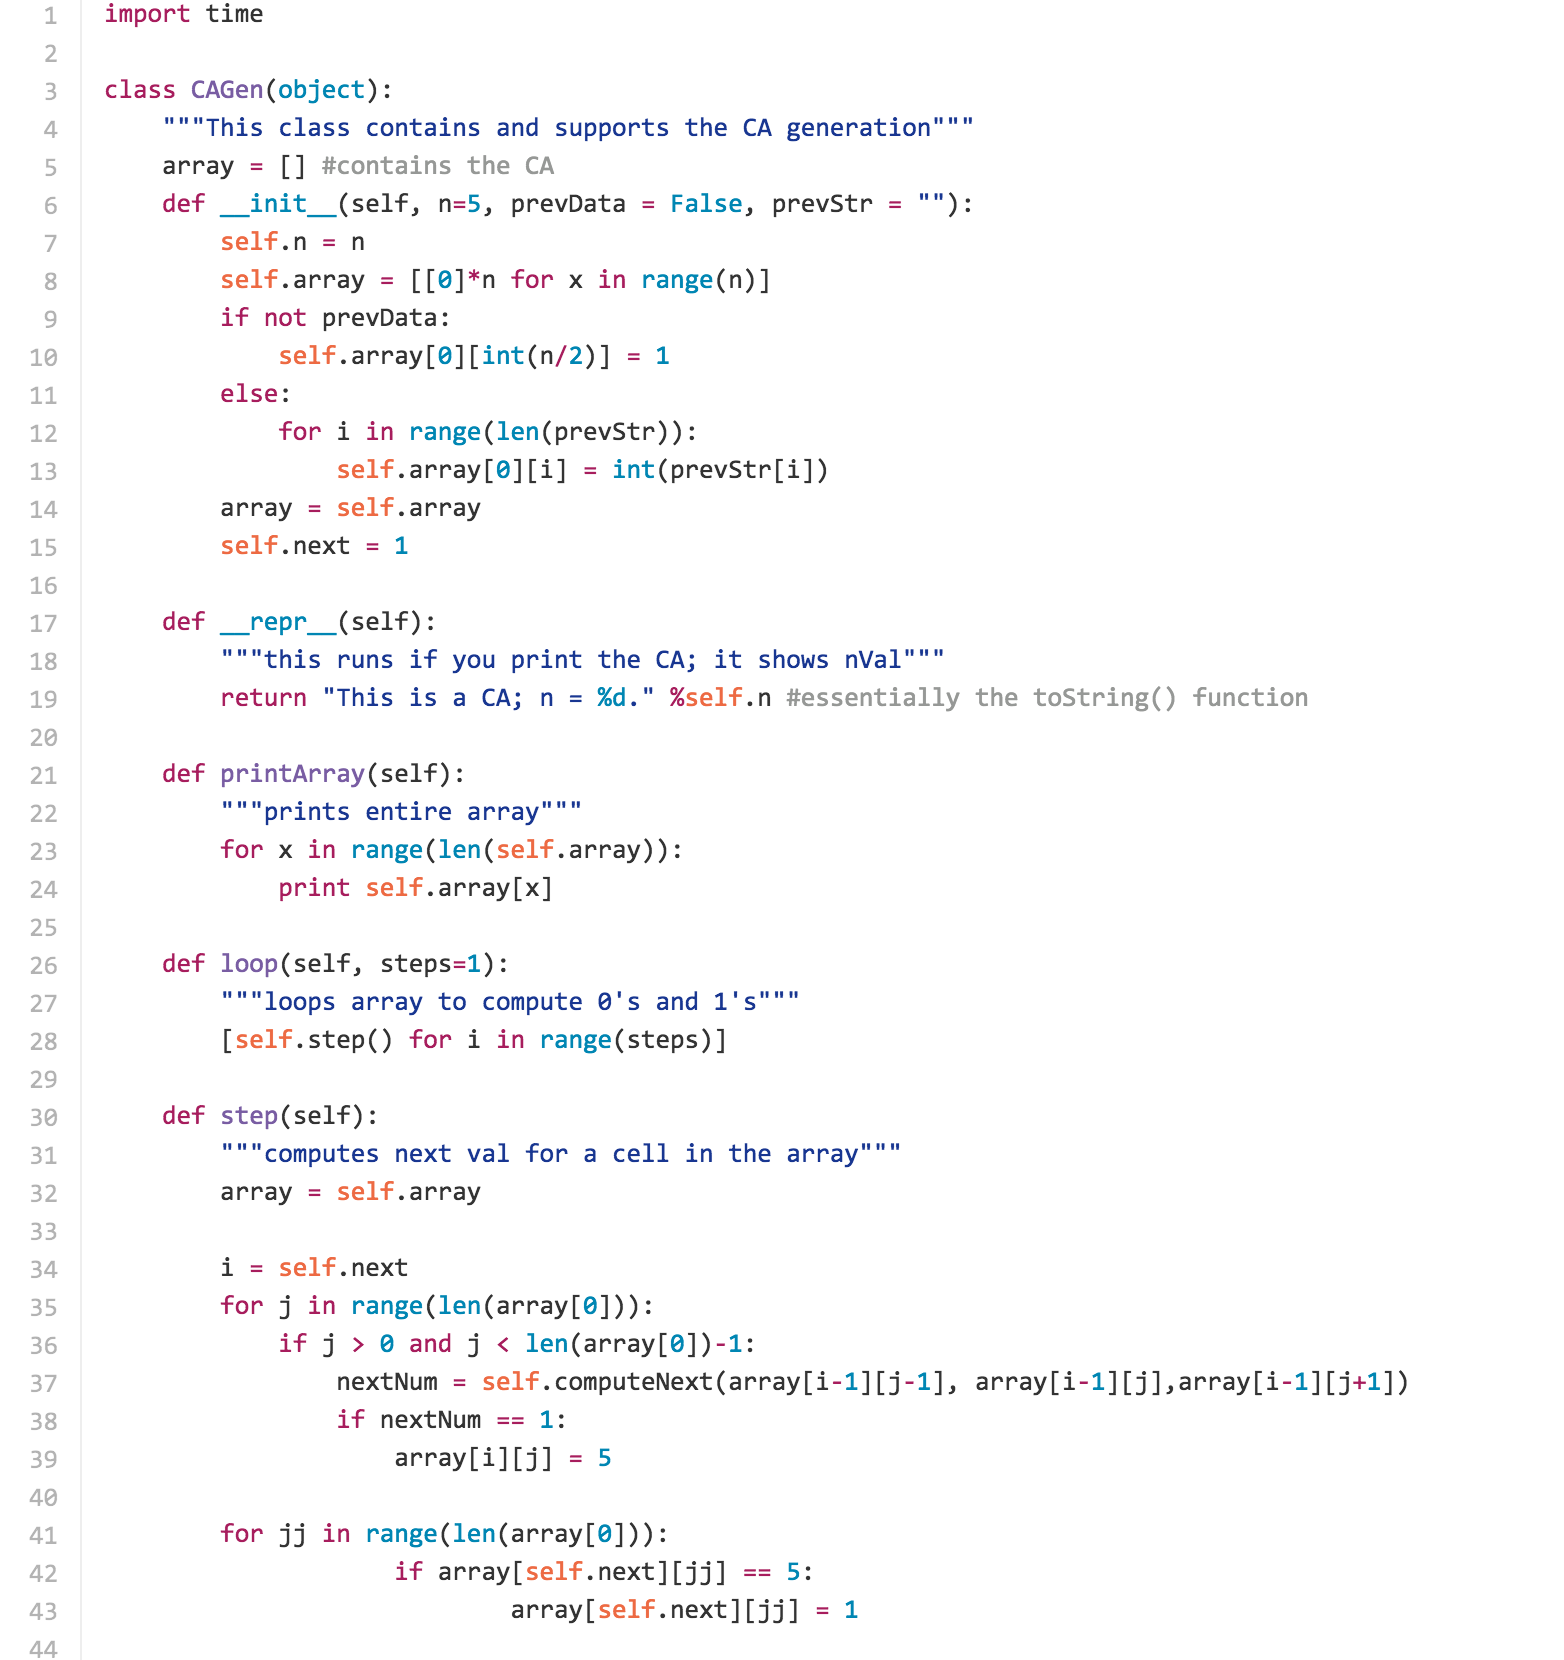 1 import time
2
3 class CAGen(object):
4     """This class contains and supports the CA generation"""
5     array = [] #contains the CA
6     def __init__(self, n=5, prevData = False, prevStr = ""):
7         self.n = n
8         self.array = [[0]*n for x in range(n)]
9         if not prevData:
10             self.array[0][int(n/2)] = 1
11         else:
12             for i in range(len(prevStr)):
13                 self.array[0][i] = int(prevStr[i])
14         array = self.array
15         self.next = 1
16
17     def __repr__(self):
18         """this runs if you print the CA; it shows nVal"""
19         return "This is a CA; n = %d." %self.n #essentially the toString() function
20
21     def printArray(self):
22         """prints entire array"""
23         for x in range(len(self.array)):
24             print self.array[x]
25
26     def loop(self, steps=1):
27         """loops array to compute 0's and 1's"""
28         [self.step() for i in range(steps)]
29
30     def step(self):
31         """computes next val for a cell in the array"""
32         array = self.array
33
34         i = self.next
35         for j in range(len(array[0])):
36             if j > 0 and j < len(array[0])-1:
37                 nextNum = self.computeNext(array[i-1][j-1], array[i-1][j],array[i-1][j+1])
38                 if nextNum == 1:
39                     array[i][j] = 5
40
41         for jj in range(len(array[0])):
42                     if array[self.next][jj] == 5:
43                             array[self.next][jj] = 1
44